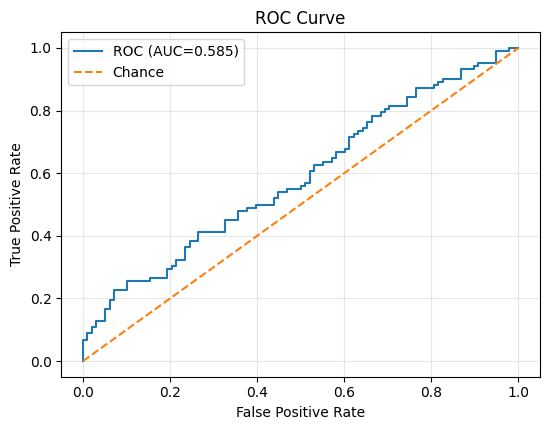 ROC Curve
ROC (AUC=0.585)
Chance
True Positive Rate
1.0
0.8
0.6
0.4
0.2
0.0
0.0 0.2 0.4 0.6 0.8 1.0
False Positive Rate